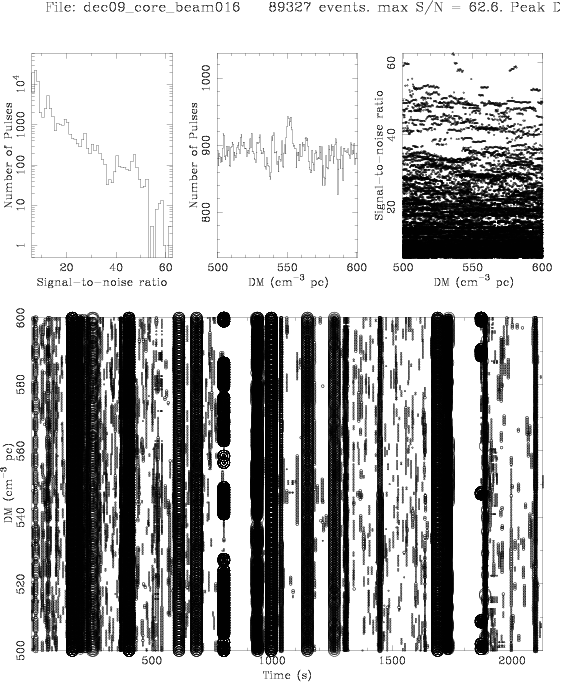 File: dec09_core_beam016 89327 events. max S/N = 62.6. Peak D
Number of Pulses
10⁴
1000
100
10
1
20 40 60
Signal-to-noise ratio
Number of Pulses
1000
900
800
500 550 600
DM (cm⁻³ pc)
Signal-to-noise ratio
60
40
20
500 550 600
DM (cm⁻³ pc)
DM (cm⁻³ pc)
600
580
560
540
520
500
500 1000 1500 2000
Time (s)